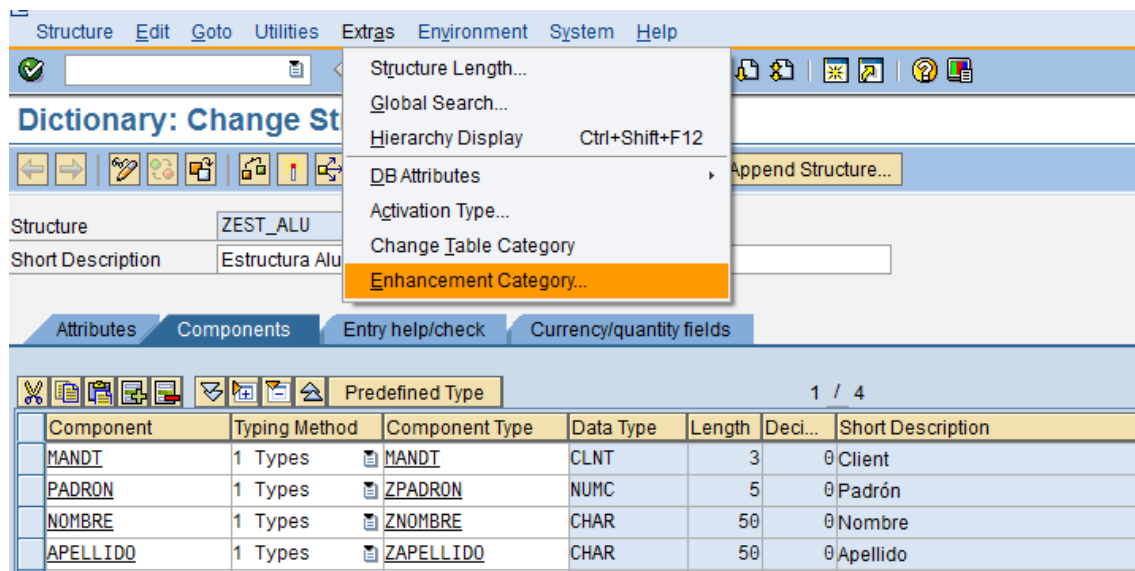 Structure Edit Goto Utilities Extras Environment System Help
Structure Length...
Global Search...
Hierarchy Display Ctrl+Shift+F12
DB Attributes
Activation Type...
Change Table Category
Enhancement Category...
Dictionary: Change St
Append Structure...
Structure ZEST_ALU
Short Description Estructura Alu
Attributes Components Entry help/check Currency/quantity fields
Predefined Type 1 / 4
Component Typing Method Component Type Data Type Length Deci... Short Description
MANDT 1 Types MANDT CLNT 3 0 Client
PADRON 1 Types ZPADRON NUMC 5 0 Padrón
NOMBRE 1 Types ZNOMBRE CHAR 50 0 Nombre
APELLIDO 1 Types ZAPELLIDO CHAR 50 0 Apellido